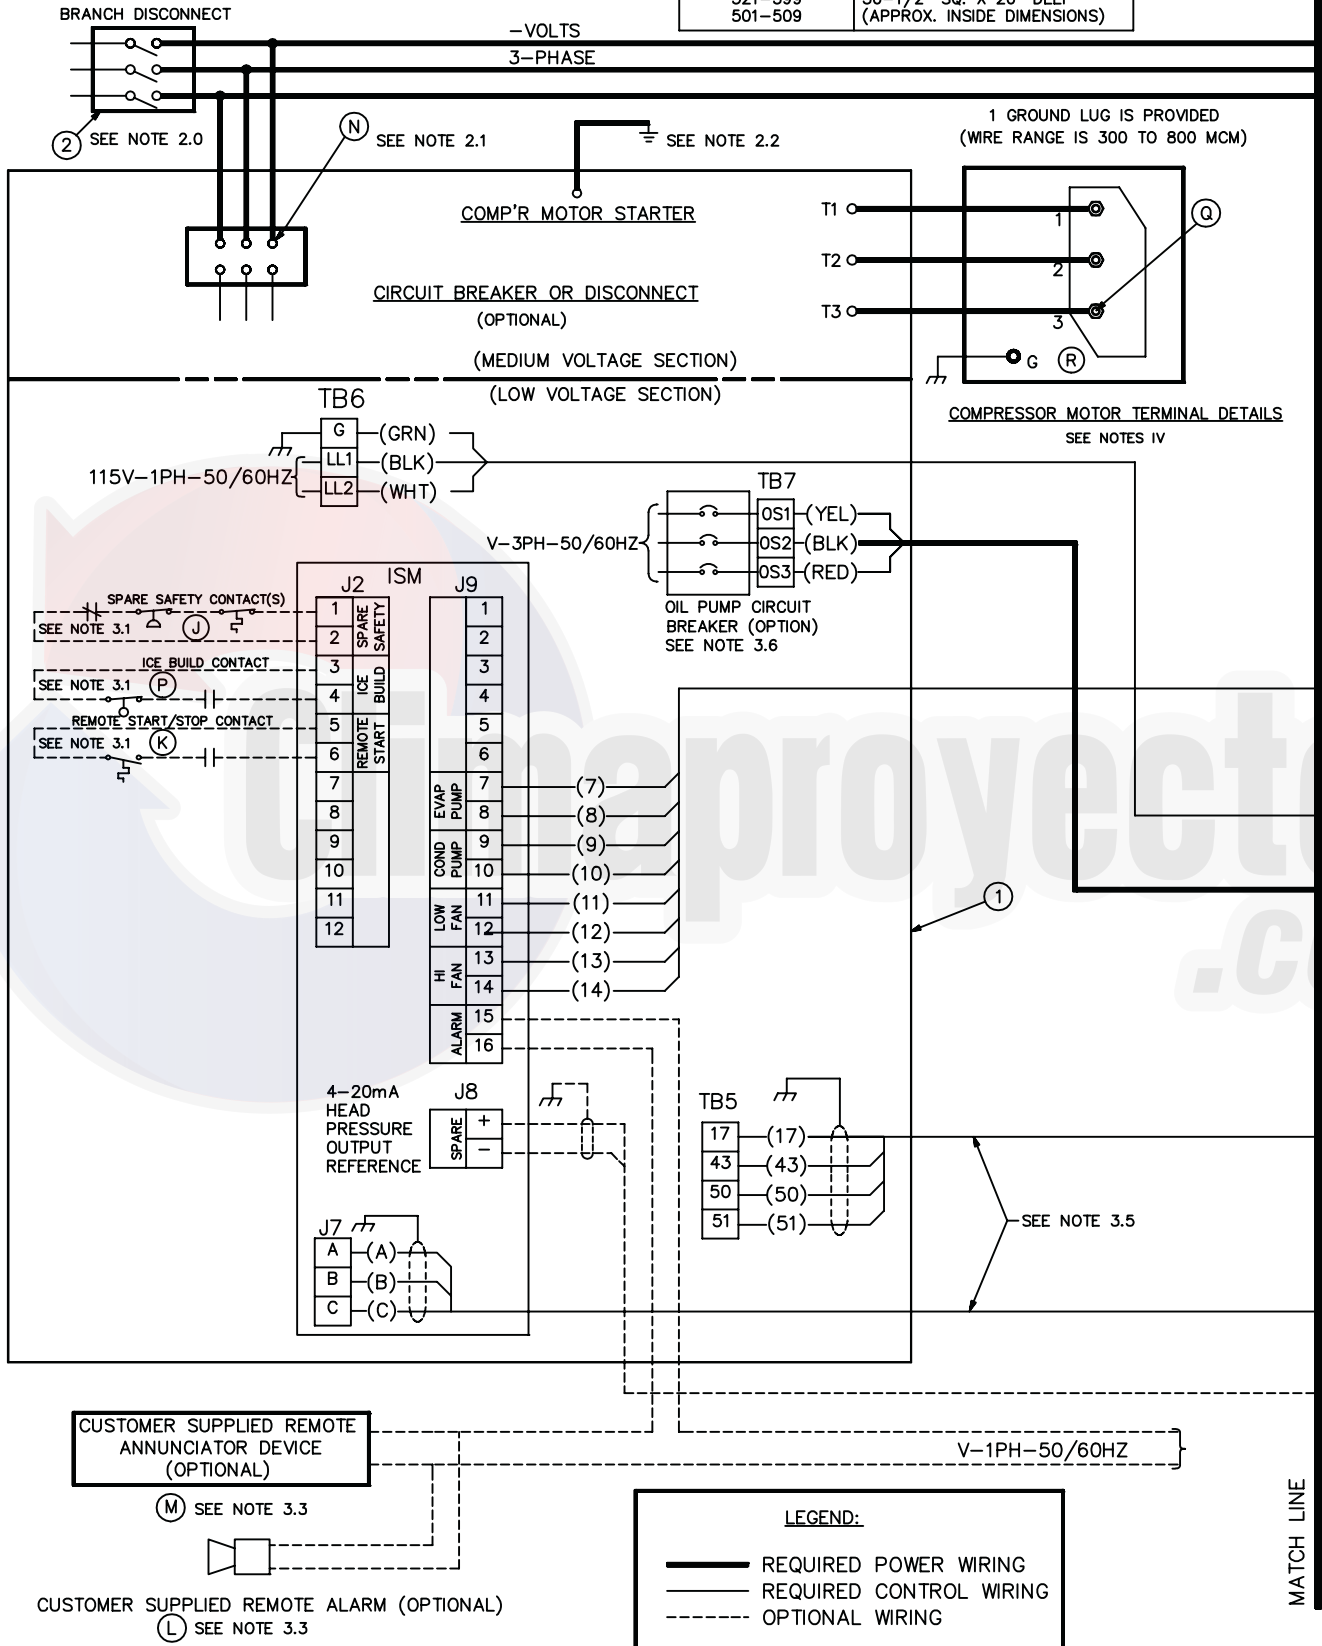 BRANCH DISCONNECT
501-509
(APPROX. INSIDE DIMENSIONS)
-VOLTS
3-PHASE
2 SEE NOTE 2.0
N SEE NOTE 2.1
SEE NOTE 2.2
1 GROUND LUG IS PROVIDED
(WIRE RANGE IS 300 TO 800 MCM)
COMP'R MOTOR STARTER
T1
T2
T3
1
2
3
Q
G
R
CIRCUIT BREAKER OR DISCONNECT
(OPTIONAL)
(MEDIUM VOLTAGE SECTION)
(LOW VOLTAGE SECTION)
COMPRESSOR MOTOR TERMINAL DETAILS
SEE NOTES IV
TB6
G (GRN)
LL1 (BLK)
LL2 (WHT)
115V-1PH-50/60HZ
TB7
OS1 (YEL)
OS2 (BLK)
OS3 (RED)
V-3PH-50/60HZ
OIL PUMP CIRCUIT
BREAKER (OPTION)
SEE NOTE 3.6
ISM
J2
J9
SPARE SAFETY CONTACT(S)
SEE NOTE 3.1 J
ICE BUILD CONTACT
SEE NOTE 3.1 P
REMOTE START/STOP CONTACT
SEE NOTE 3.1 K
1
2
3
4
5
6
7
8
9
10
11
12
SPARE
SAFETY
ICE
BUILD
REMOTE
START
1
2
3
4
5
6
7
8
9
10
11
12
13
14
15
16
EVAP
PUMP
COND
PUMP
LOW
FAN
HI
FAN
ALARM
(7)
(8)
(9)
(10)
(11)
(12)
(13)
(14)
1
4-20mA
HEAD
PRESSURE
OUTPUT
REFERENCE
J8
SPARE
+
-
TB5
17 (17)
43 (43)
50 (50)
51 (51)
SEE NOTE 3.5
J7
A (A)
B (B)
C (C)
CUSTOMER SUPPLIED REMOTE
ANNUNCIATOR DEVICE
(OPTIONAL)
M SEE NOTE 3.3
V-1PH-50/60HZ
CUSTOMER SUPPLIED REMOTE ALARM (OPTIONAL)
L SEE NOTE 3.3
LEGEND:
REQUIRED POWER WIRING
REQUIRED CONTROL WIRING
OPTIONAL WIRING
MATCH LINE
Climaproyecto
.co